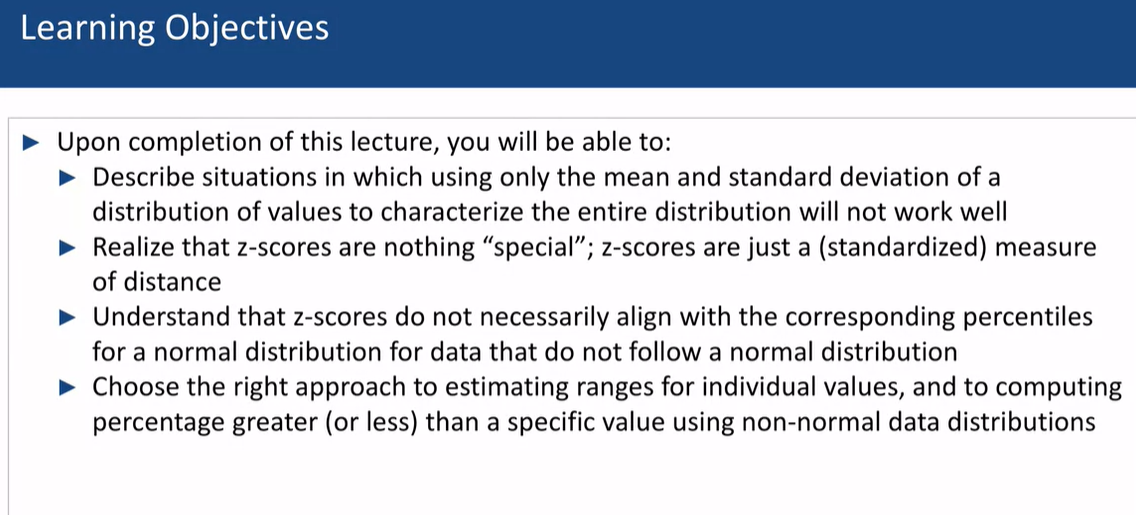 Learning Objectives
Upon completion of this lecture, you will be able to:
Describe situations in which using only the mean and standard deviation of a
distribution of values to characterize the entire distribution will not work well
Realize that z-scores are nothing “special”; z-scores are just a (standardized) measure
of distance
Understand that z-scores do not necessarily align with the corresponding percentiles
for a normal distribution for data that do not follow a normal distribution
Choose the right approach to estimating ranges for individual values, and to computing
percentage greater (or less) than a specific value using non-normal data distributions